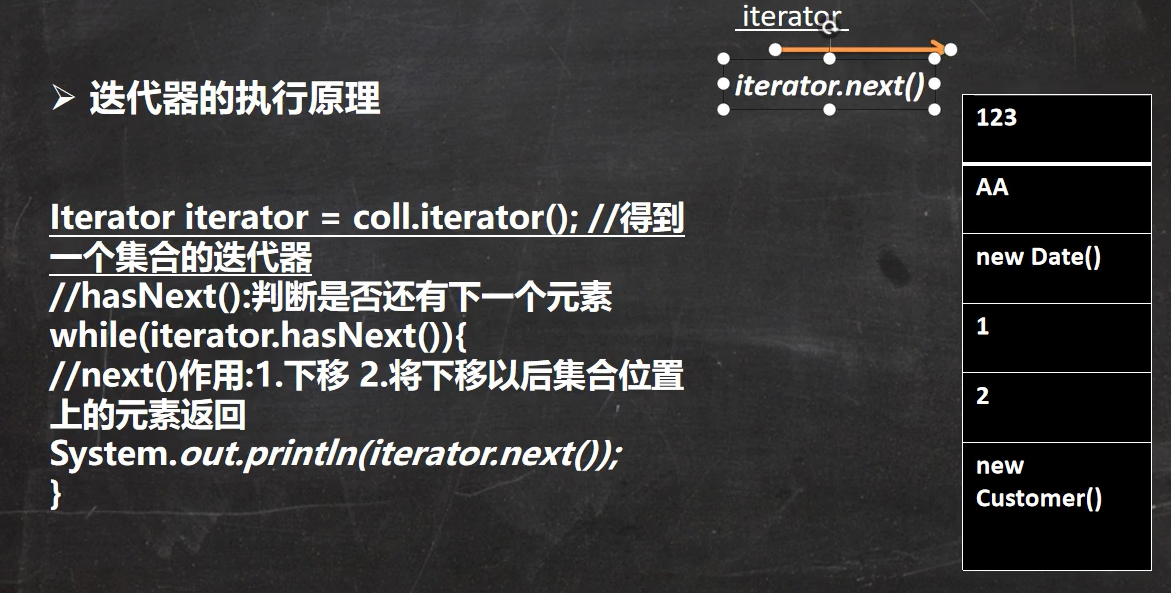 iterator
iterator.next()
➢ 迭代器的执行原理
Iterator iterator = coll.iterator(); //得到
一个集合的迭代器
//hasNext():判断是否还有下一个元素
while(iterator.hasNext()){
//next()作用:1.下移 2.将下移以后集合位置
上的元素返回
System.out.println(iterator.next());
}
123
AA
new Date()
1
2
new
Customer()